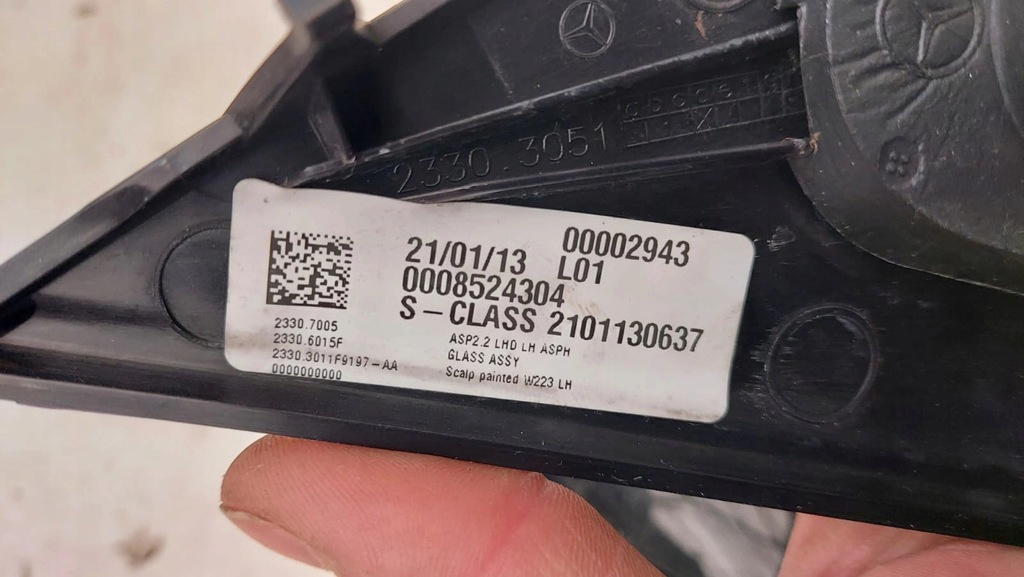 2330.3051
00002943
21/01/13 L01
0008524304
S-CLASS 2101130637
2330.7005
2330.6015F
2330.3011F9197-AA
0000000000
ASP2.2 LHD LH ASPH
GLASS ASSY
Scalp painted W223 LH